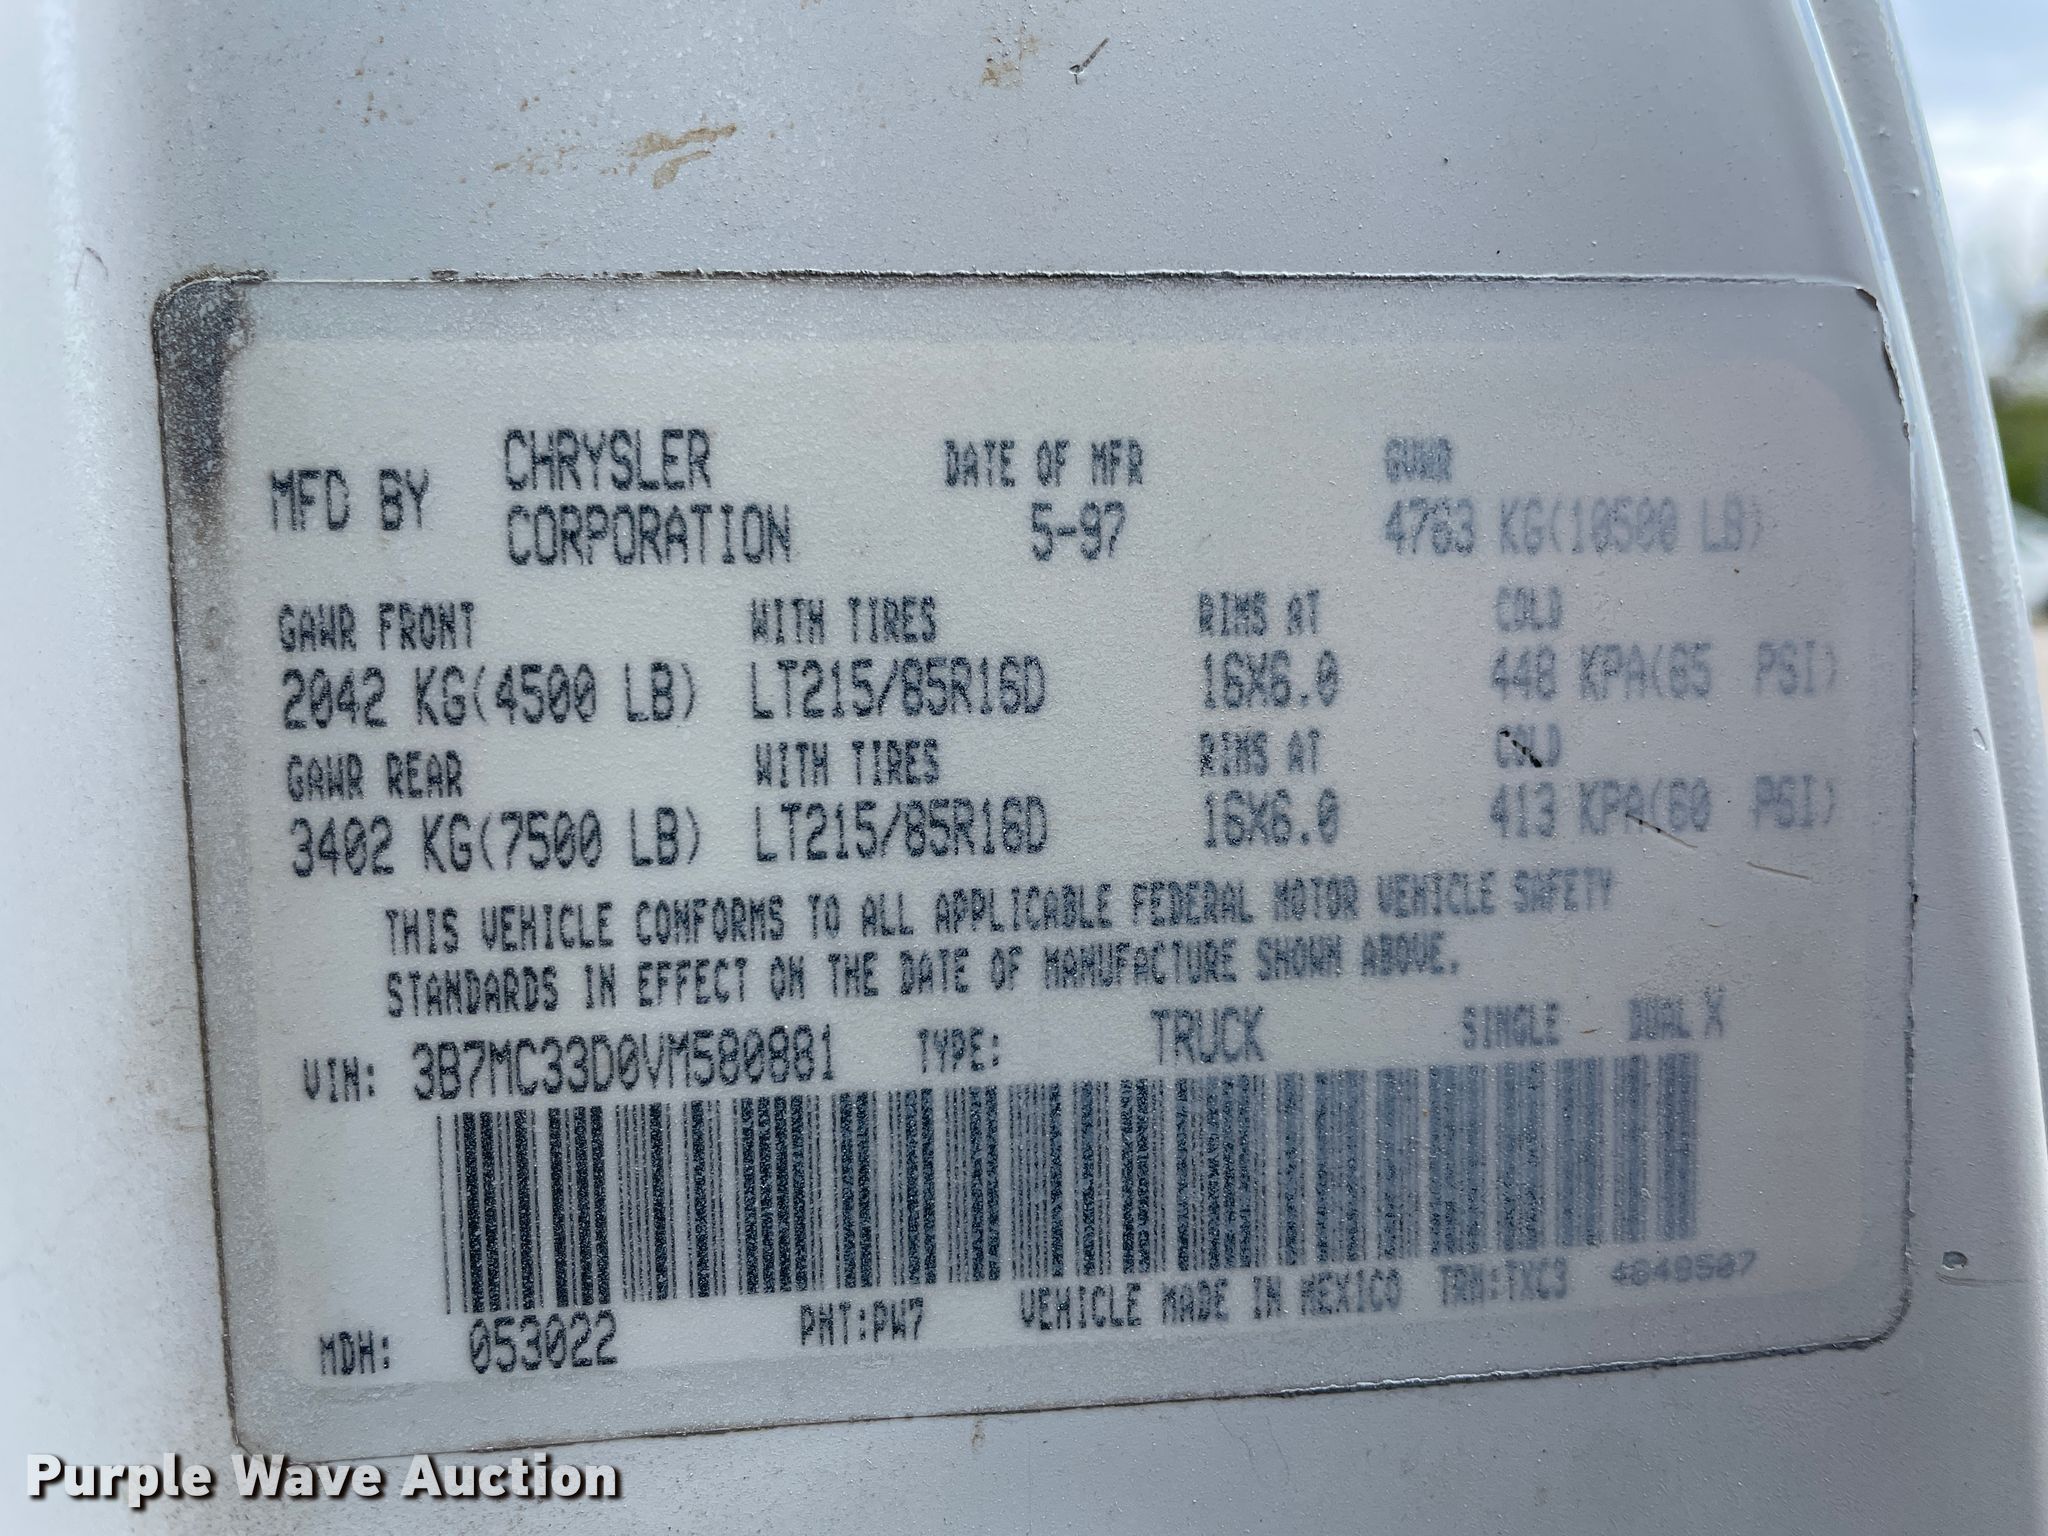 MFD BY CHRYSLER CORPORATION DATE OF MFR 5-97 GVWR 4763 KG(10500 LB)
GAWR FRONT WITH TIRES RIMS AT COLD
2042 KG(4500 LB) LT215/85R16D 16X6.0 448 KPA(65 PSI)
GAWR REAR WITH TIRES RIMS AT COLD
3402 KG(7500 LB) LT215/85R16D 16X6.0 413 KPA(60 PSI)
THIS VEHICLE CONFORMS TO ALL APPLICABLE FEDERAL MOTOR VEHICLE SAFETY
STANDARDS IN EFFECT ON THE DATE OF MANUFACTURE SHOWN ABOVE.
VIN: 3B7MC33D0VM580881 TYPE: TRUCK SINGLE DUAL X
MDH: 053022 PNT:PW7 VEHICLE MADE IN MEXICO TRM:TXC3
Purple Wave Auction